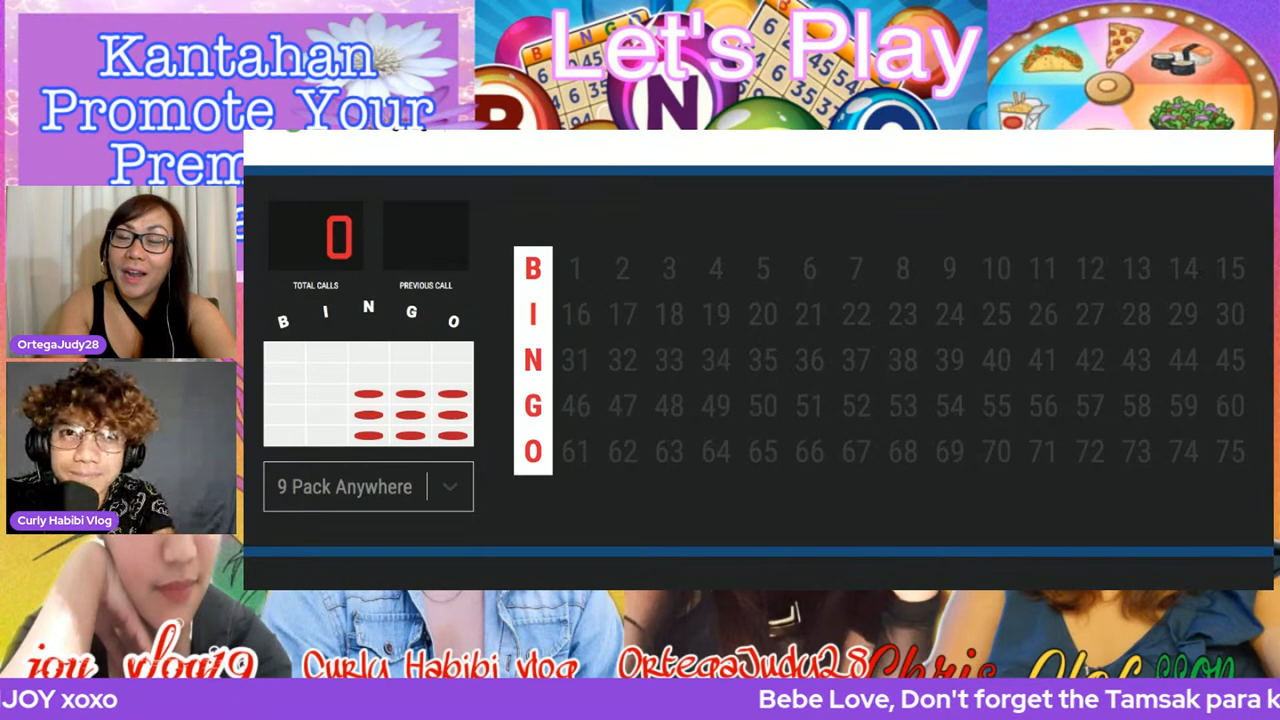 Kantahan
Promote Your
Prem
Let's Play
B
N
TOTAL CALLS
0
PREVIOUS CALL
B I N G O
9 Pack Anywhere
B 1 2 3 4 5 6 7 8 9 10 11 12 13 14 15
I 16 17 18 19 20 21 22 23 24 25 26 27 28 29 30
N 31 32 33 34 35 36 37 38 39 40 41 42 43 44 45
G 46 47 48 49 50 51 52 53 54 55 56 57 58 59 60
O 61 62 63 64 65 66 67 68 69 70 71 72 73 74 75
OrtegaJudy28
Curly Habibi Vlog
joy vlog19
Curly Habibi vlog
OrtegaJudy28
Chris
JOY xoxo
Bebe Love, Don't forget the Tamsak para k